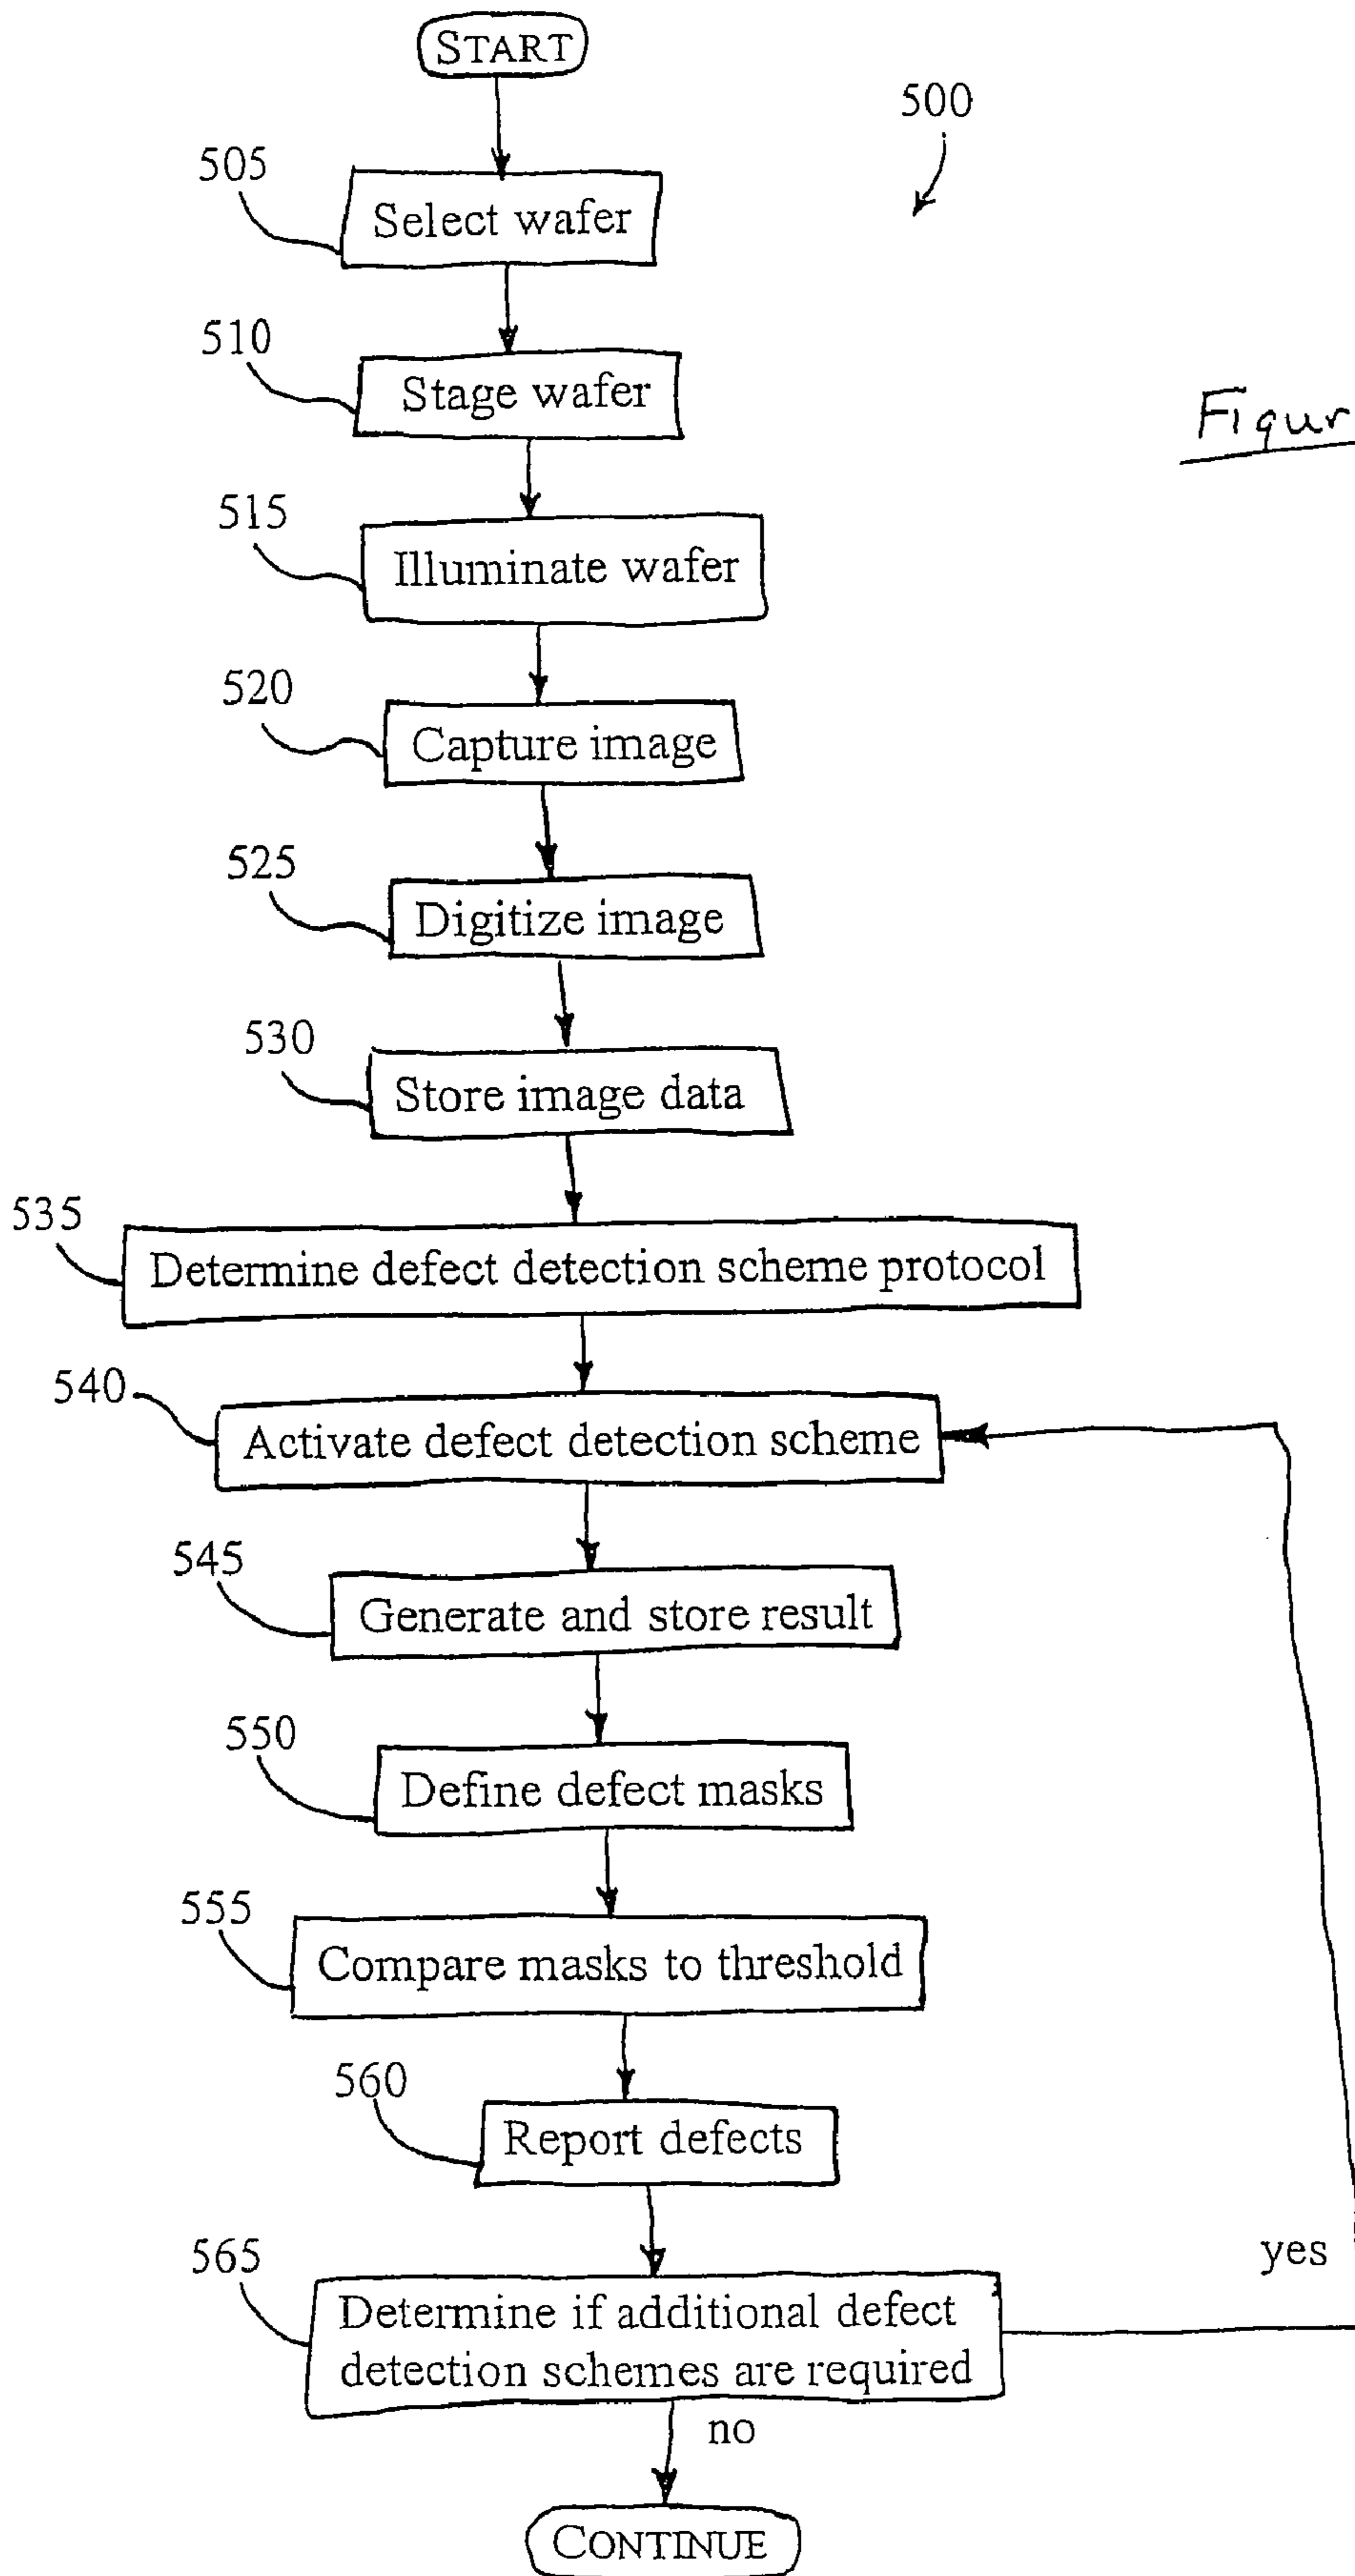 START
500
505
Select wafer
510
Stage wafer
Figur
515
Illuminate wafer
520
Capture image
525
Digitize image
530
Store image data
535
Determine defect detection scheme protocol
540
Activate defect detection scheme
545
Generate and store result
550
Define defect masks
555
Compare masks to threshold
560
Report defects
565
Determine if additional defect
detection schemes are required
yes
no
CONTINUE